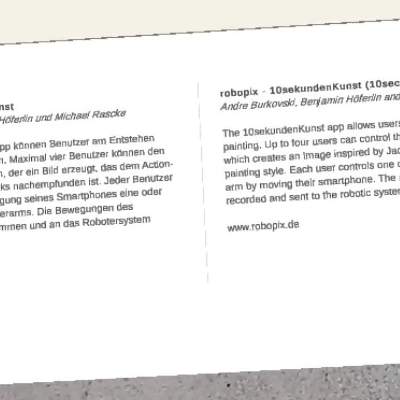 nst
Höferlin und Michael Raschke
pp können Benutzer am Entstehen
n. Maximal vier Benutzer können den
n, der ein Bild erzeugt, das dem Action-
ks nachempfunden ist. Jeder Benutzer
gung seines Smartphones eine oder
erarms. Die Bewegungen des
mmen und an das Robotersystem
robopix - 10sekundenKunst (10sec
Andre Burkovski, Benjamin Höferlin and
The 10sekundenKunst app allows users
painting. Up to four users can control th
which creates an image inspired by Jac
painting style. Each user controls one o
arm by moving their smartphone. The
recorded and sent to the robotic syste
www.robopix.de